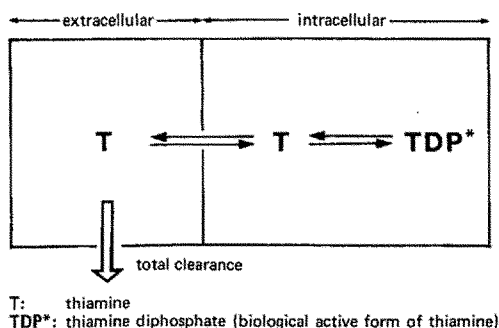 extracellular intracellular
T T TDP*
total clearance
T: thiamine
TDP*: thiamine diphosphate (biological active form of thiamine)